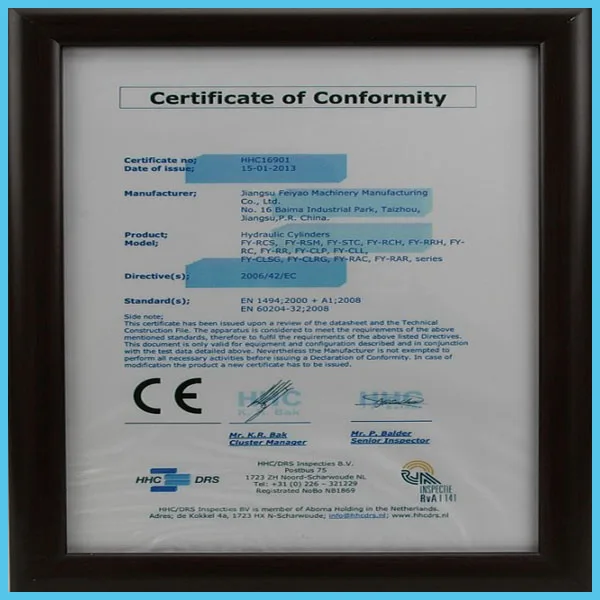 Certificate of Conformity
Certificate no; HHC16901
Date of issue; 15-01-2013
Manufacturer; Jiangsu Feiyao Machinery Manufacturing
Co., Ltd.
No. 16 Baima Industrial Park, Taizhou,
Jiangsu,P.R. China.
Product; Hydraulic Cylinders
Model; FY-RCS, FY-RSM, FY-STC, FY-RCH, FY-RRH, FY-
RC, FY-RR, FY-CLP, FY-CLL,
FY-CLSG, FY-CLRG, FY-RAC, FY-RAR, series
Directive(s); 2006/42/EC
Standard(s); EN 1494;2000 + A1;2008
EN 60204-32;2008
Side note;
This certificate has been issued upon a review of the datasheet and the Technical
Construction File. The apparatus is considered to meet the requirements of the above
mentioned standards, therefore to fulfil the requirements of the above listed Directives.
This document is only valid for equipment and configuration described and in conjunction
with the test data detailed above. Nevertheless the Manufacturer is not exempted to
perform all necessary activities before issuing a Declaration of Conformity. In case of
modification the product a new certificate has to be issued.
CE
HHC HHC
K.R. Bak
Mr. K.R. Bak Mr. P. Balder
Cluster Manager Senior Inspector
HHC/DRS Inspecties B.V.
Postbus 75
1723 ZH Noord-Scharwoude NL
Tel: +31 (0) 226 – 321229
Registrated NoBo NB1869
HHC DRS
RvA
INSPECTIE
RvA I 141
HHC/DRS Inspecties BV is member of Aboma Holding in the Netherlands.
Adres; de Kokkel 4a, 1723 HX N-Scharwoude; info@hhcdrs.nl; www.hhcdrs.nl